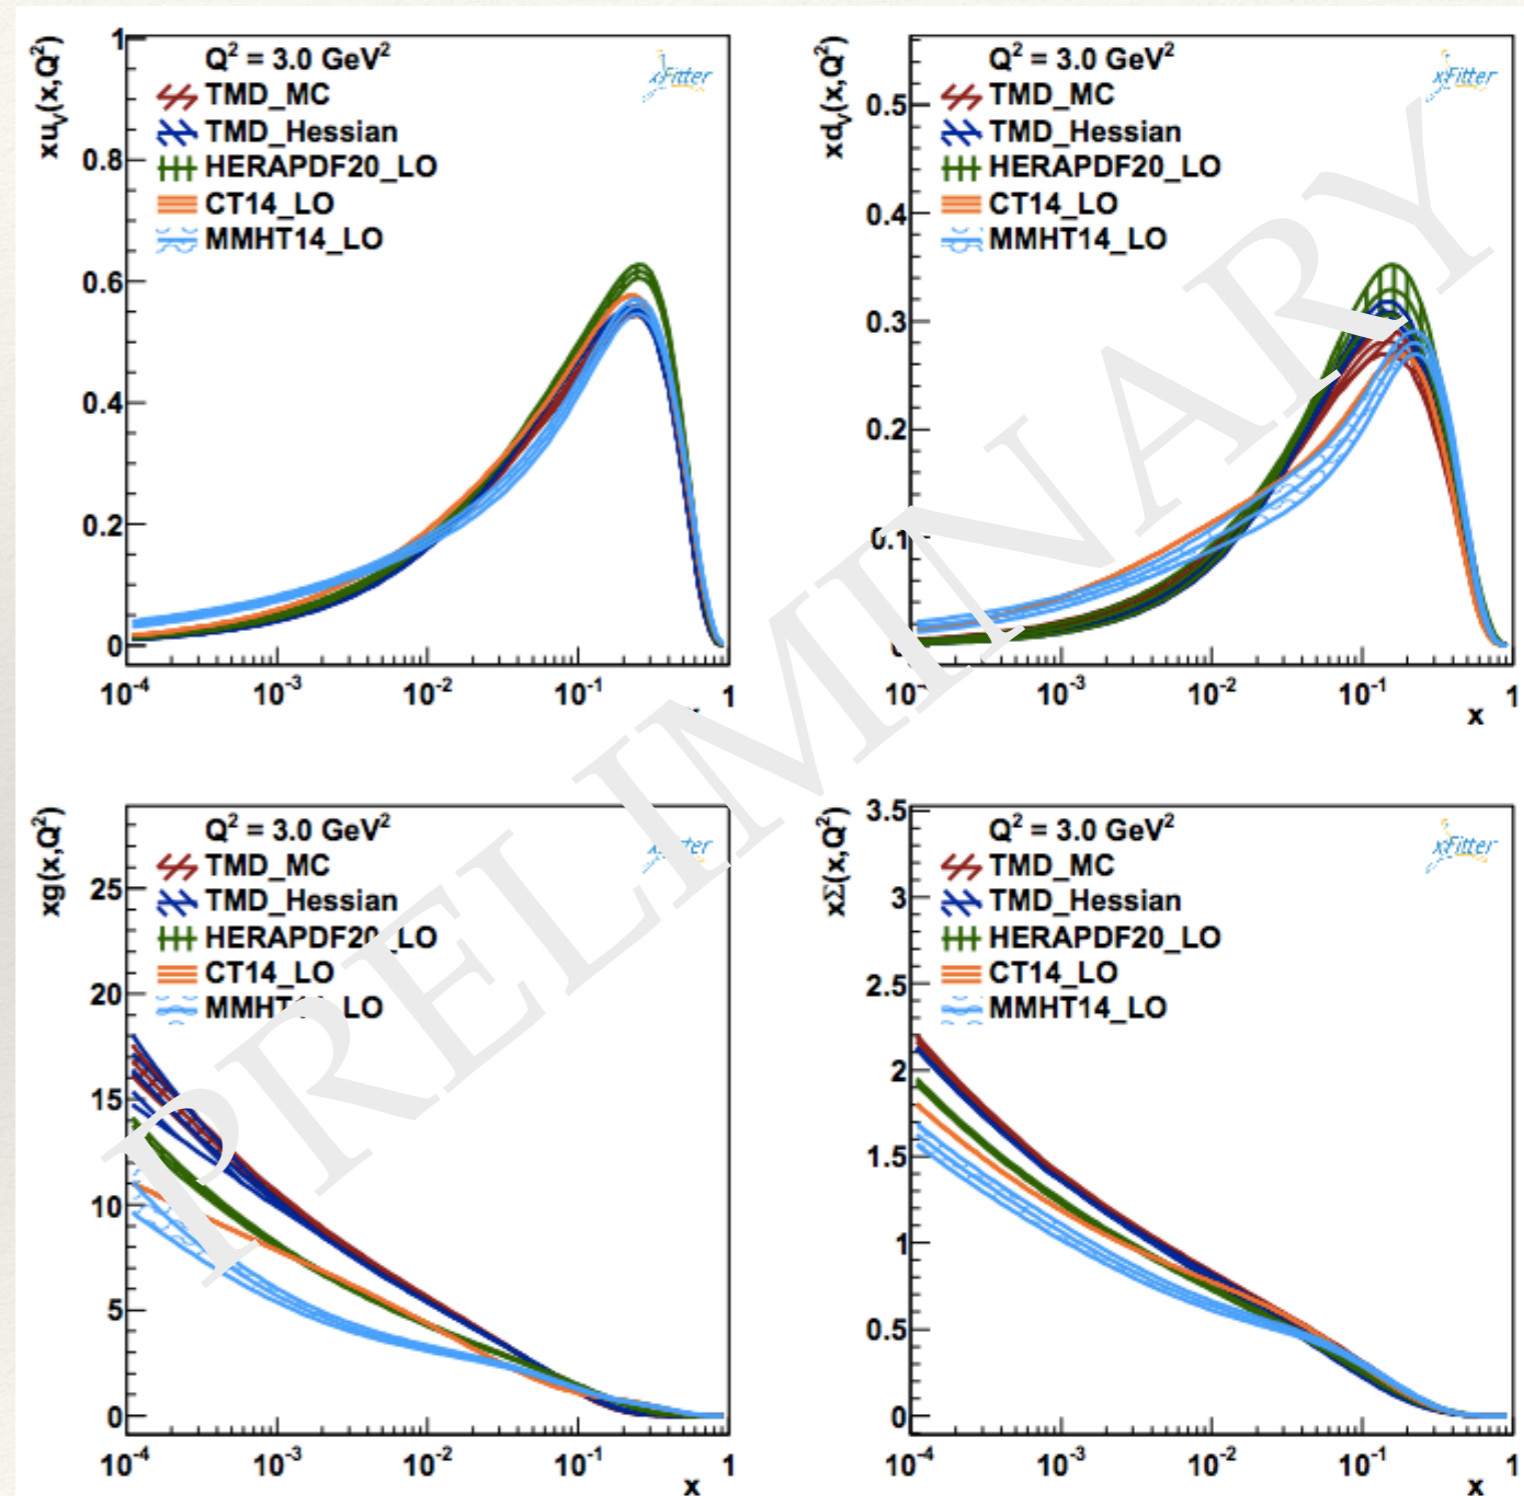 xu_v(x,Q²)
Q² = 3.0 GeV²
xFitter
TMD_MC
TMD_Hessian
HERAPDF20_LO
CT14_LO
MMHT14_LO
1
0.8
0.6
0.4
0.2
0
10⁻⁴ 10⁻³ 10⁻² 10⁻¹ 1
xd_v(x,Q²)
Q² = 3.0 GeV²
xFitter
TMD_MC
TMD_Hessian
HERAPDF20_LO
CT14_LO
MMHT14_LO
0.5
0.4
0.3
0.2
0.1
10⁻³ 10⁻² 10⁻¹ 1
x
PRELIMINARY
xg(x,Q²)
Q² = 3.0 GeV²
TMD_MC
TMD_Hessian
HERAPDF20_LO
CT14_LO
25
20
15
10
5
0
10⁻⁴ 10⁻³ 10⁻² 10⁻¹ 1
x
xΣ(x,Q²)
Q² = 3.0 GeV²
xFitter
TMD_MC
TMD_Hessian
HERAPDF20_LO
CT14_LO
MMHT14_LO
3.5
3
2.5
2
1.5
1
0.5
0
10⁻⁴ 10⁻³ 10⁻² 10⁻¹ 1
x